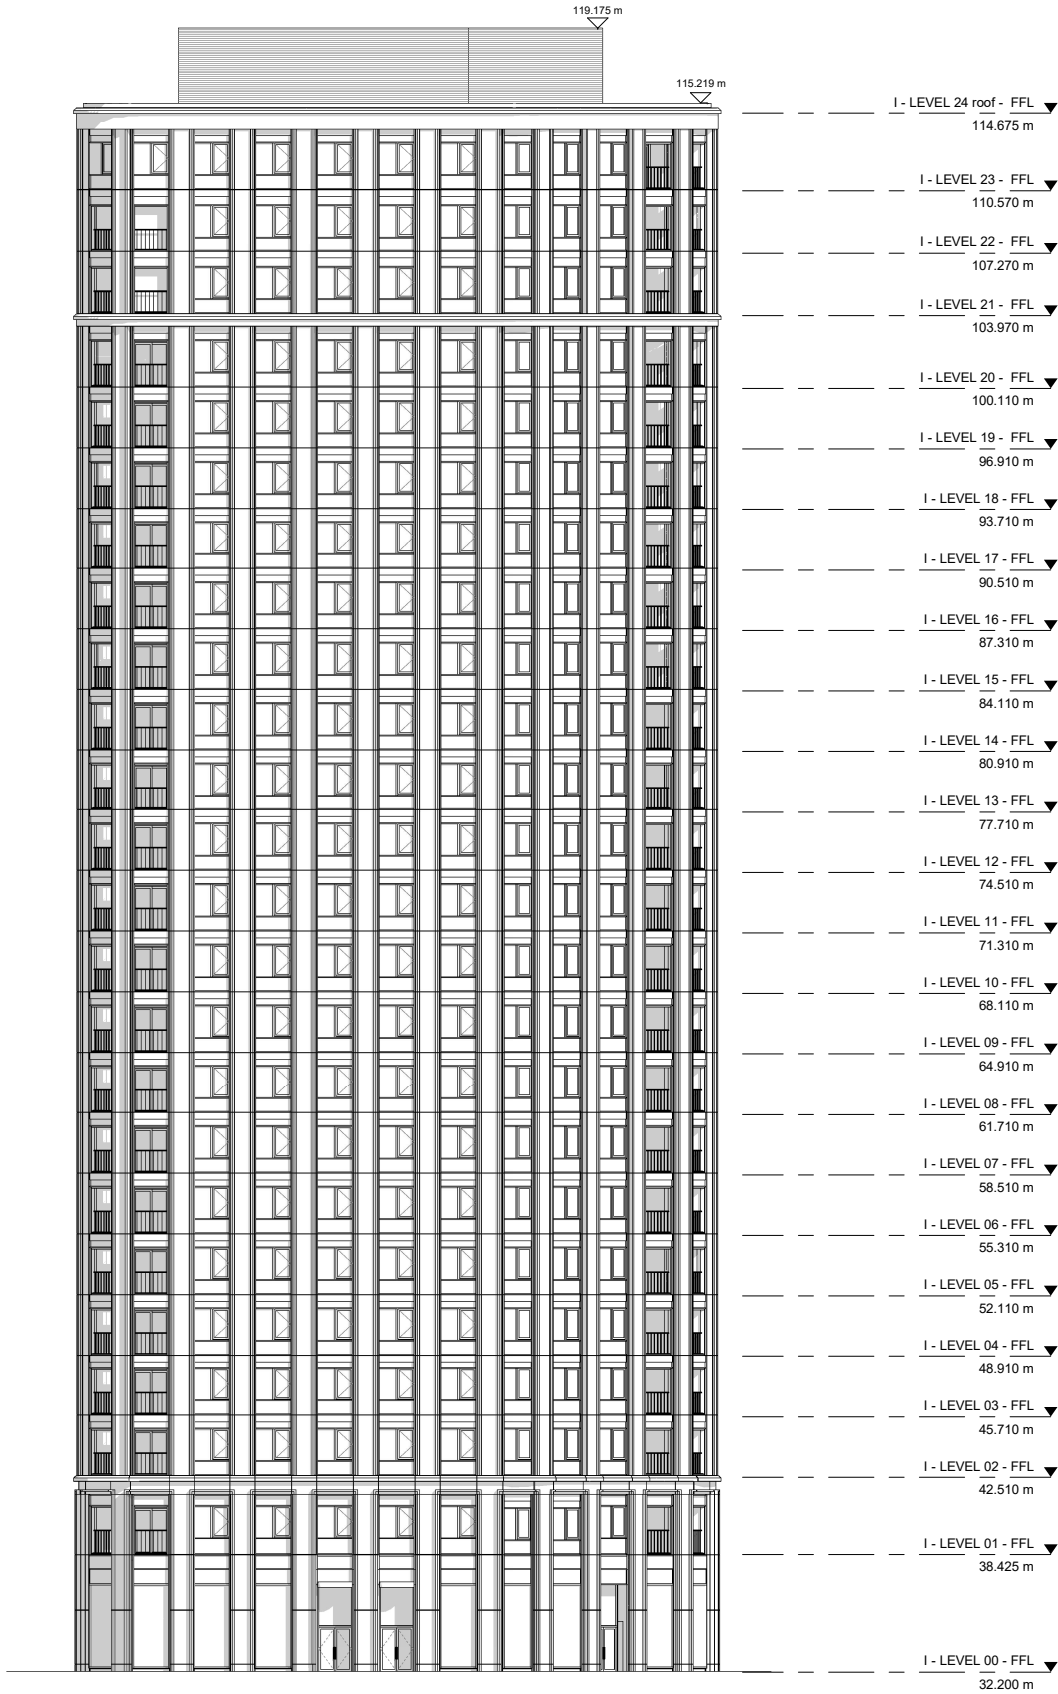 119.175 m
115.219 m
I - LEVEL 24 roof - FFL
114.675 m
I - LEVEL 23 - FFL
110.570 m
I - LEVEL 22 - FFL
107.270 m
I - LEVEL 21 - FFL
103.970 m
I - LEVEL 20 - FFL
100.110 m
I - LEVEL 19 - FFL
96.910 m
I - LEVEL 18 - FFL
93.710 m
I - LEVEL 17 - FFL
90.510 m
I - LEVEL 16 - FFL
87.310 m
I - LEVEL 15 - FFL
84.110 m
I - LEVEL 14 - FFL
80.910 m
I - LEVEL 13 - FFL
77.710 m
I - LEVEL 12 - FFL
74.510 m
I - LEVEL 11 - FFL
71.310 m
I - LEVEL 10 - FFL
68.110 m
I - LEVEL 09 - FFL
64.910 m
I - LEVEL 08 - FFL
61.710 m
I - LEVEL 07 - FFL
58.510 m
I - LEVEL 06 - FFL
55.310 m
I - LEVEL 05 - FFL
52.110 m
I - LEVEL 04 - FFL
48.910 m
I - LEVEL 03 - FFL
45.710 m
I - LEVEL 02 - FFL
42.510 m
I - LEVEL 01 - FFL
38.425 m
I - LEVEL 00 - FFL
32.200 m